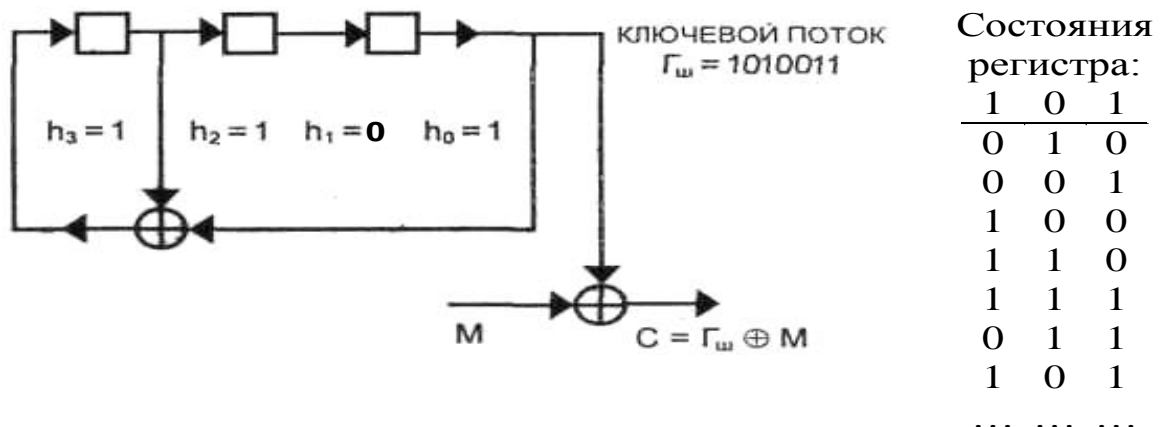 КЛЮЧЕВОЙ ПОТОК
Гш = 1010011
h₃ = 1 h₂ = 1 h₁ = 0 h₀ = 1
М
С = Гш ⊕ М
Состояния
регистра:
1 0 1
0 1 0
0 0 1
1 0 0
1 1 0
1 1 1
0 1 1
1 0 1
... ... ...